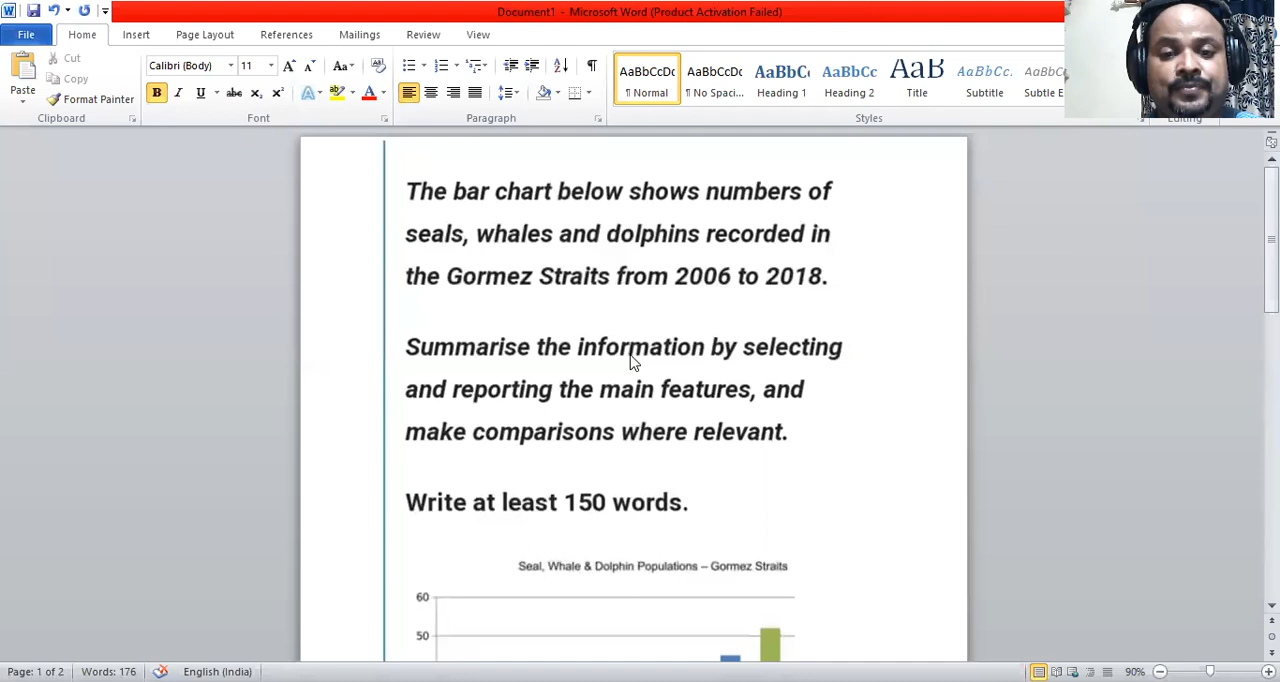 Document1 - Microsoft Word (Product Activation Failed)
File Home Insert Page Layout References Mailings Review View
Cut
Copy
Format Painter
Paste
Calibri (Body) 11
AaBbCcDc AaBbCcDc AaBbC AaBbCc AaB AaBbCc. AaBbCc
¶ Normal ¶ No Spaci... Heading 1 Heading 2 Title Subtitle Subtle E
Clipboard Font Paragraph Styles Editing
The bar chart below shows numbers of
seals, whales and dolphins recorded in
the Gormez Straits from 2006 to 2018.
Summarise the information by selecting
and reporting the main features, and
make comparisons where relevant.
Write at least 150 words.
Seal, Whale & Dolphin Populations – Gormez Straits
60
50
Page: 1 of 2 Words: 176 English (India) 90%